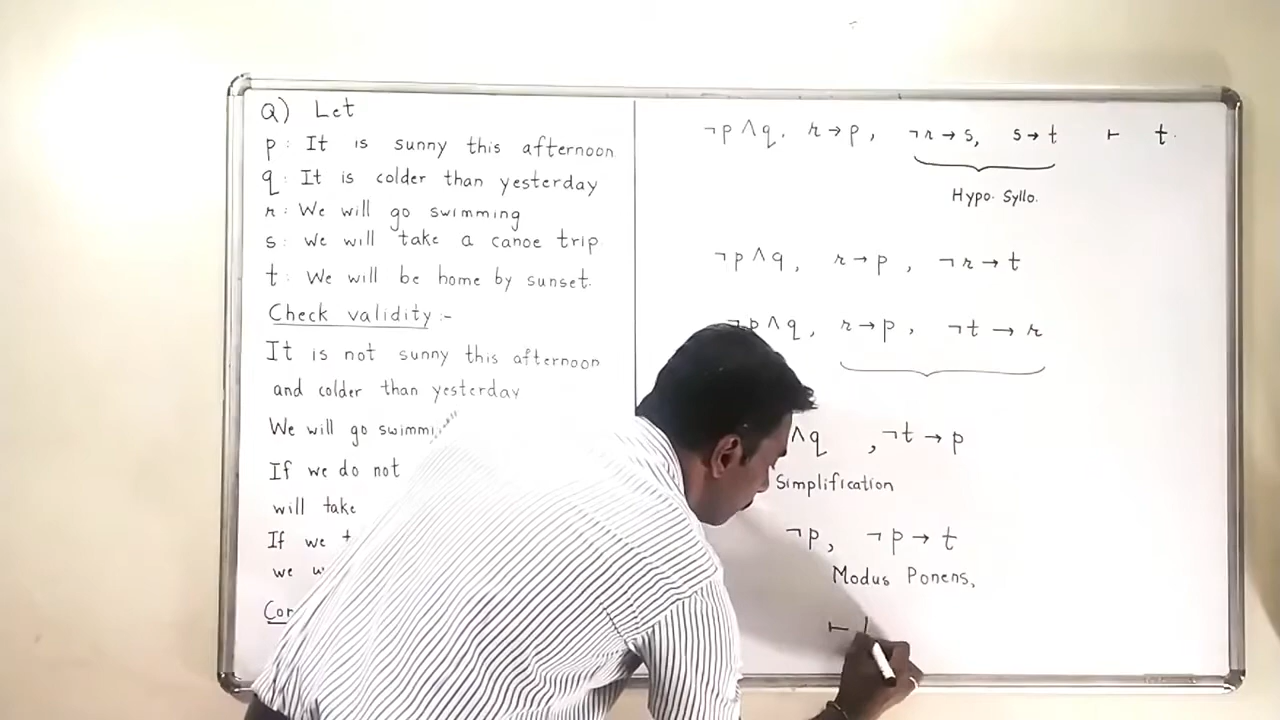 Q) Let
p: It is sunny this afternoon
q: It is colder than yesterday
r: We will go swimming
s: We will take a canoe trip
t: We will be home by sunset.
Check validity :-
It is not sunny this afternoon
and colder than yesterday
We will go
If we do not
will take
If we
we
¬p ∧ q, r → p, ¬r → s, s → t ⊢ t.
Hypo. Syllo.
¬p ∧ q, r → p, ¬r → t
¬p ∧ q, r → p, ¬t → r
∧ q , ¬t → p
Simplification
¬p, ¬p → t
Modus Ponens,
⊢